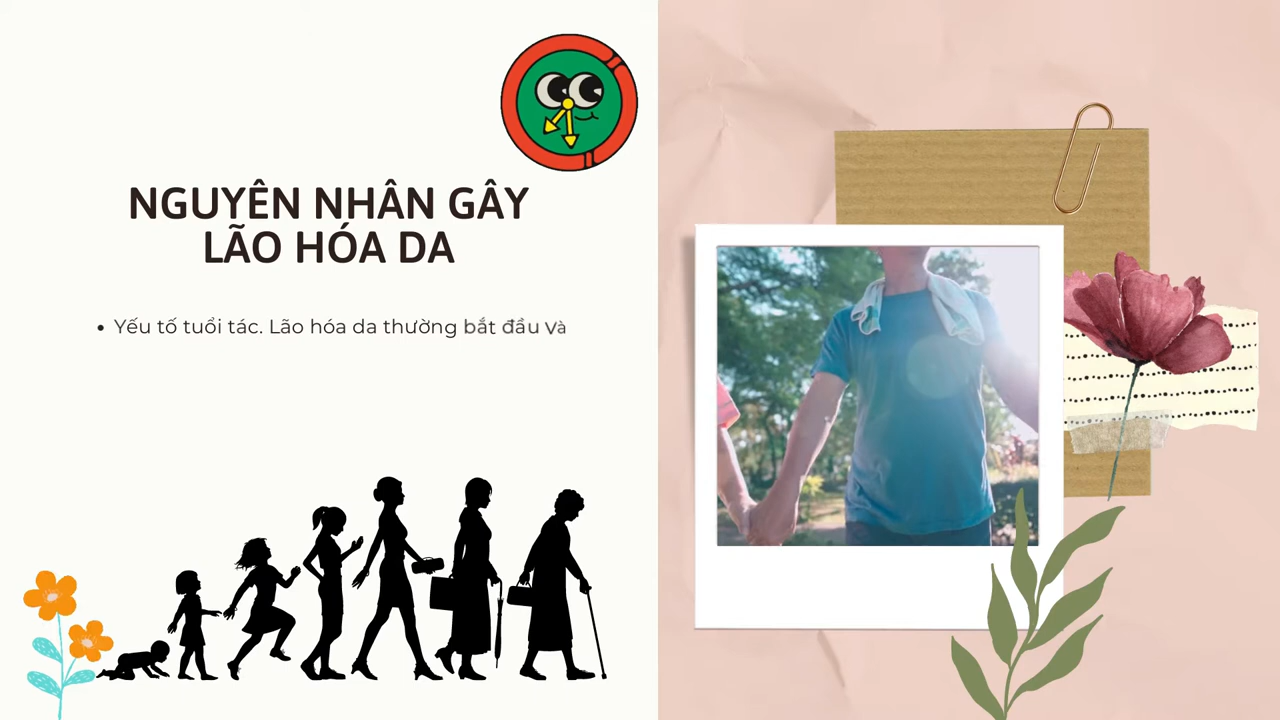 NGUYÊN NHÂN GÂY
LÃO HÓA DA
• Yếu tố tuổi tác. Lão hóa da thường bắt đầu và